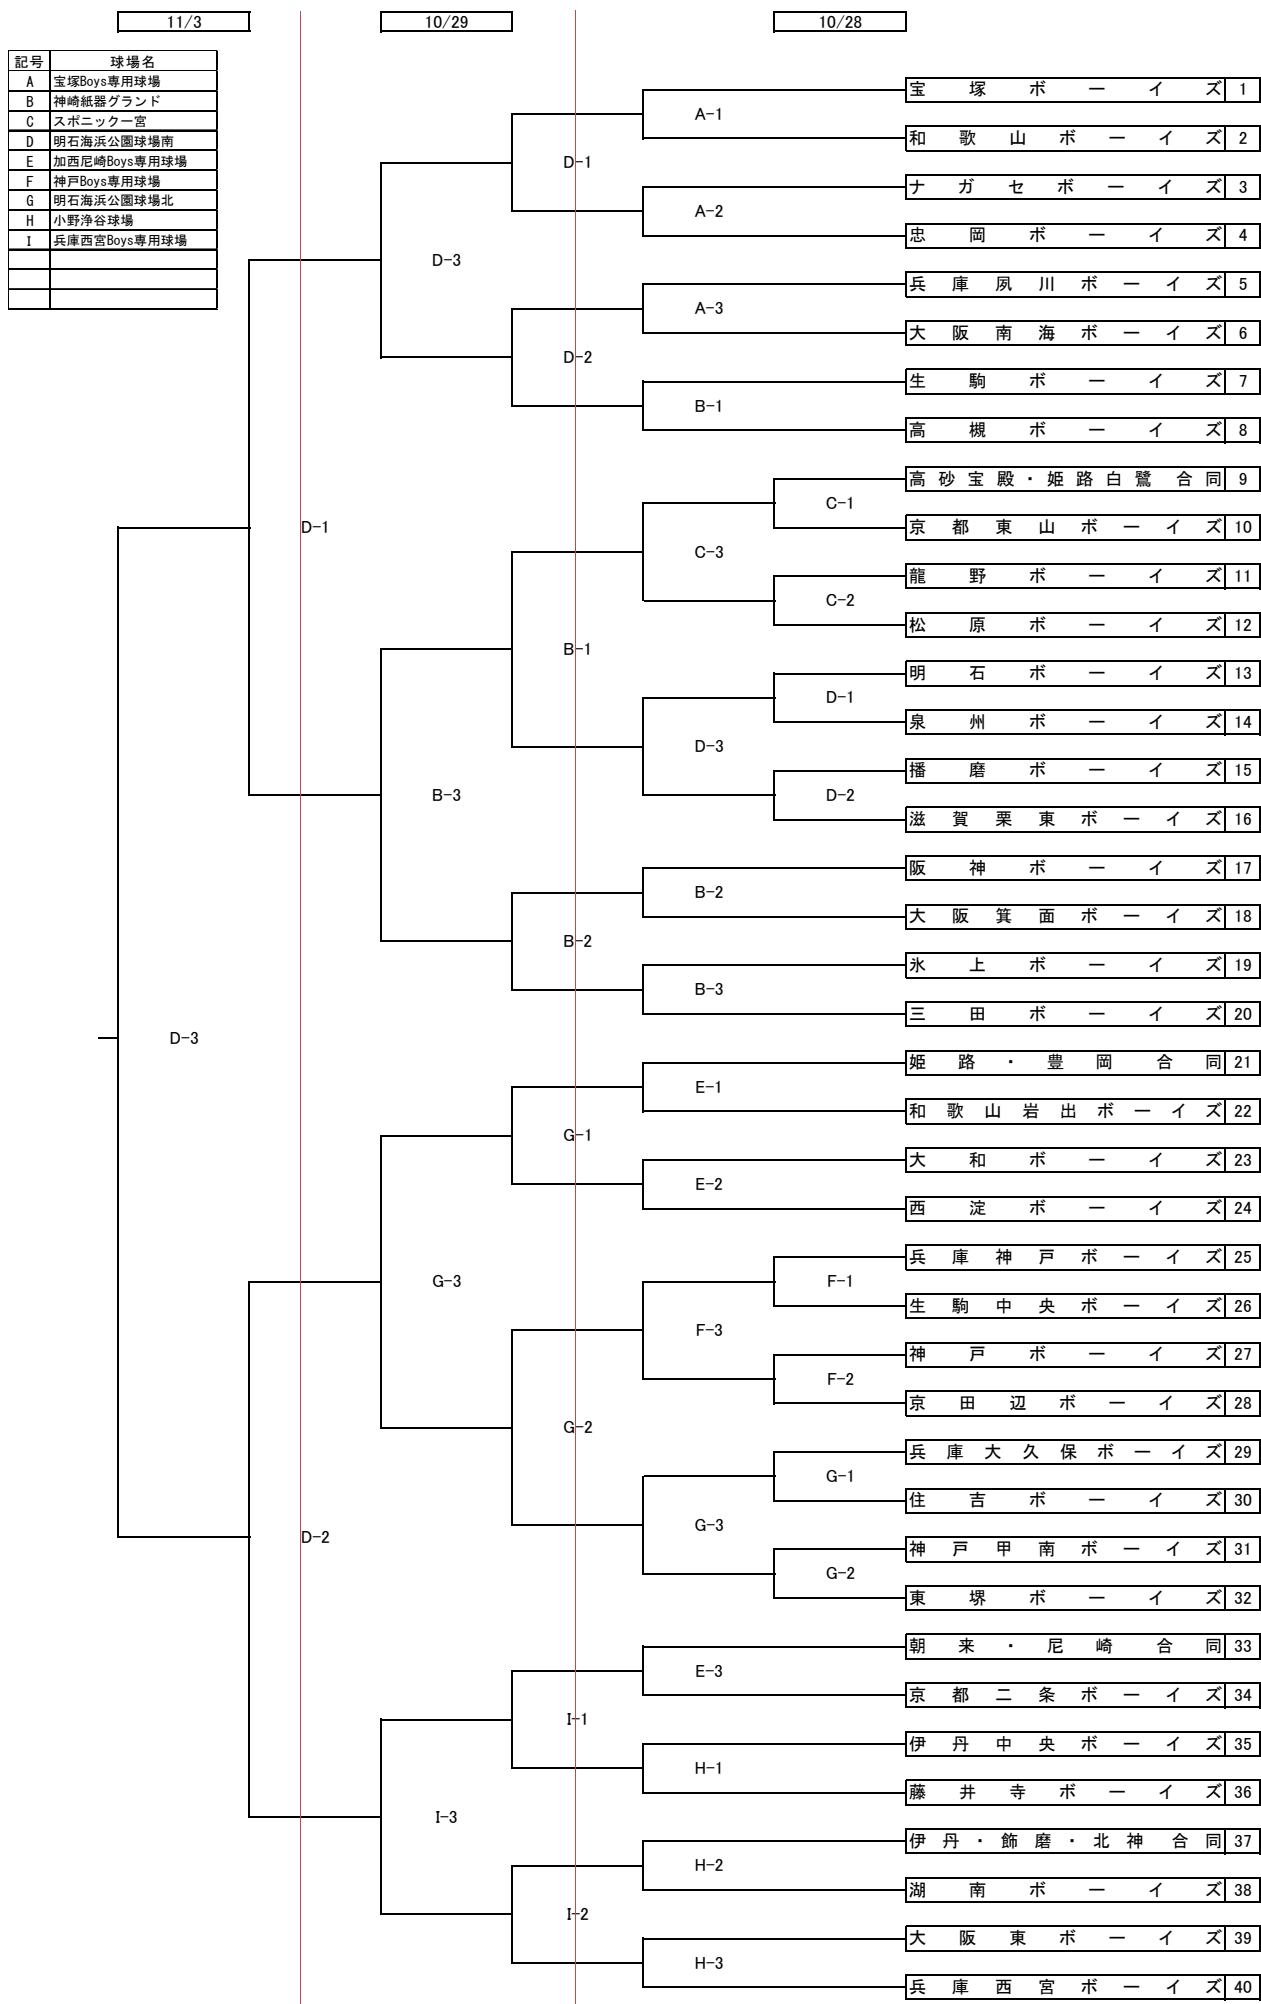 11/3 10/29 10/28
記号 球場名
A 宝塚Boys専用球場
B 神崎紙器グランド
C スポニック一宮
D 明石海浜公園球場南
E 加西尼崎Boys専用球場
F 神戸Boys専用球場
G 明石海浜公園球場北
H 小野浄谷球場
I 兵庫西宮Boys専用球場
宝塚ボーイズ 1
A-1
和歌山ボーイズ 2
D-1
ナガセボーイズ 3
A-2
忠岡ボーイズ 4
D-3
兵庫夙川ボーイズ 5
A-3
大阪南海ボーイズ 6
D-2
生駒ボーイズ 7
B-1
高槻ボーイズ 8
高砂宝殿・姫路白鷺 合同 9
C-1
京都東山ボーイズ 10
D-1
C-3
龍野ボーイズ 11
C-2
松原ボーイズ 12
B-1
明石ボーイズ 13
D-1
泉州ボーイズ 14
D-3
播磨ボーイズ 15
B-3
D-2
滋賀栗東ボーイズ 16
阪神ボーイズ 17
B-2
大阪箕面ボーイズ 18
B-2
氷上ボーイズ 19
B-3
三田ボーイズ 20
D-3
姫路・豊岡 合同 21
E-1
和歌山岩出ボーイズ 22
G-1
大和ボーイズ 23
E-2
西淀ボーイズ 24
兵庫神戸ボーイズ 25
G-3
F-1
生駒中央ボーイズ 26
F-3
神戸ボーイズ 27
F-2
京田辺ボーイズ 28
G-2
兵庫大久保ボーイズ 29
G-1
住吉ボーイズ 30
G-3
D-2
神戸甲南ボーイズ 31
G-2
東堺ボーイズ 32
朝来・尼崎 合同 33
E-3
京都二条ボーイズ 34
I-1
伊丹中央ボーイズ 35
H-1
藤井寺ボーイズ 36
I-3
伊丹・飾磨・北神 合同 37
H-2
湖南ボーイズ 38
I-2
大阪東ボーイズ 39
H-3
兵庫西宮ボーイズ 40